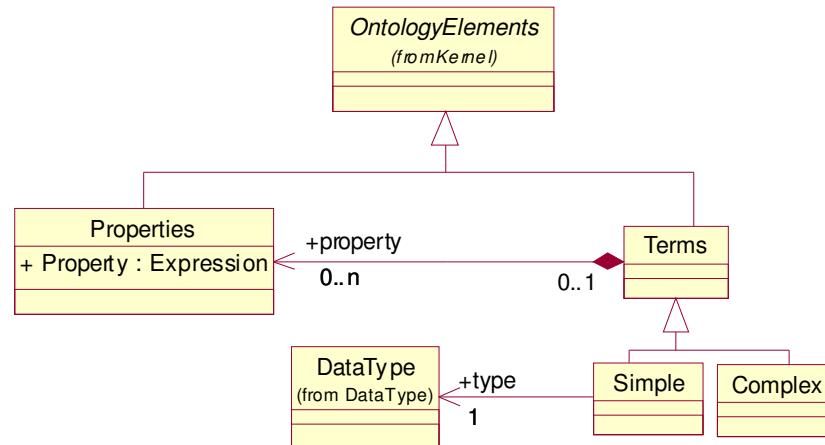 OntologyElements
(fromKernel)
Properties
+ Property : Expression
+property
0..n
0..1
Terms
DataType
(from DataType)
+type
1
Simple
Complex